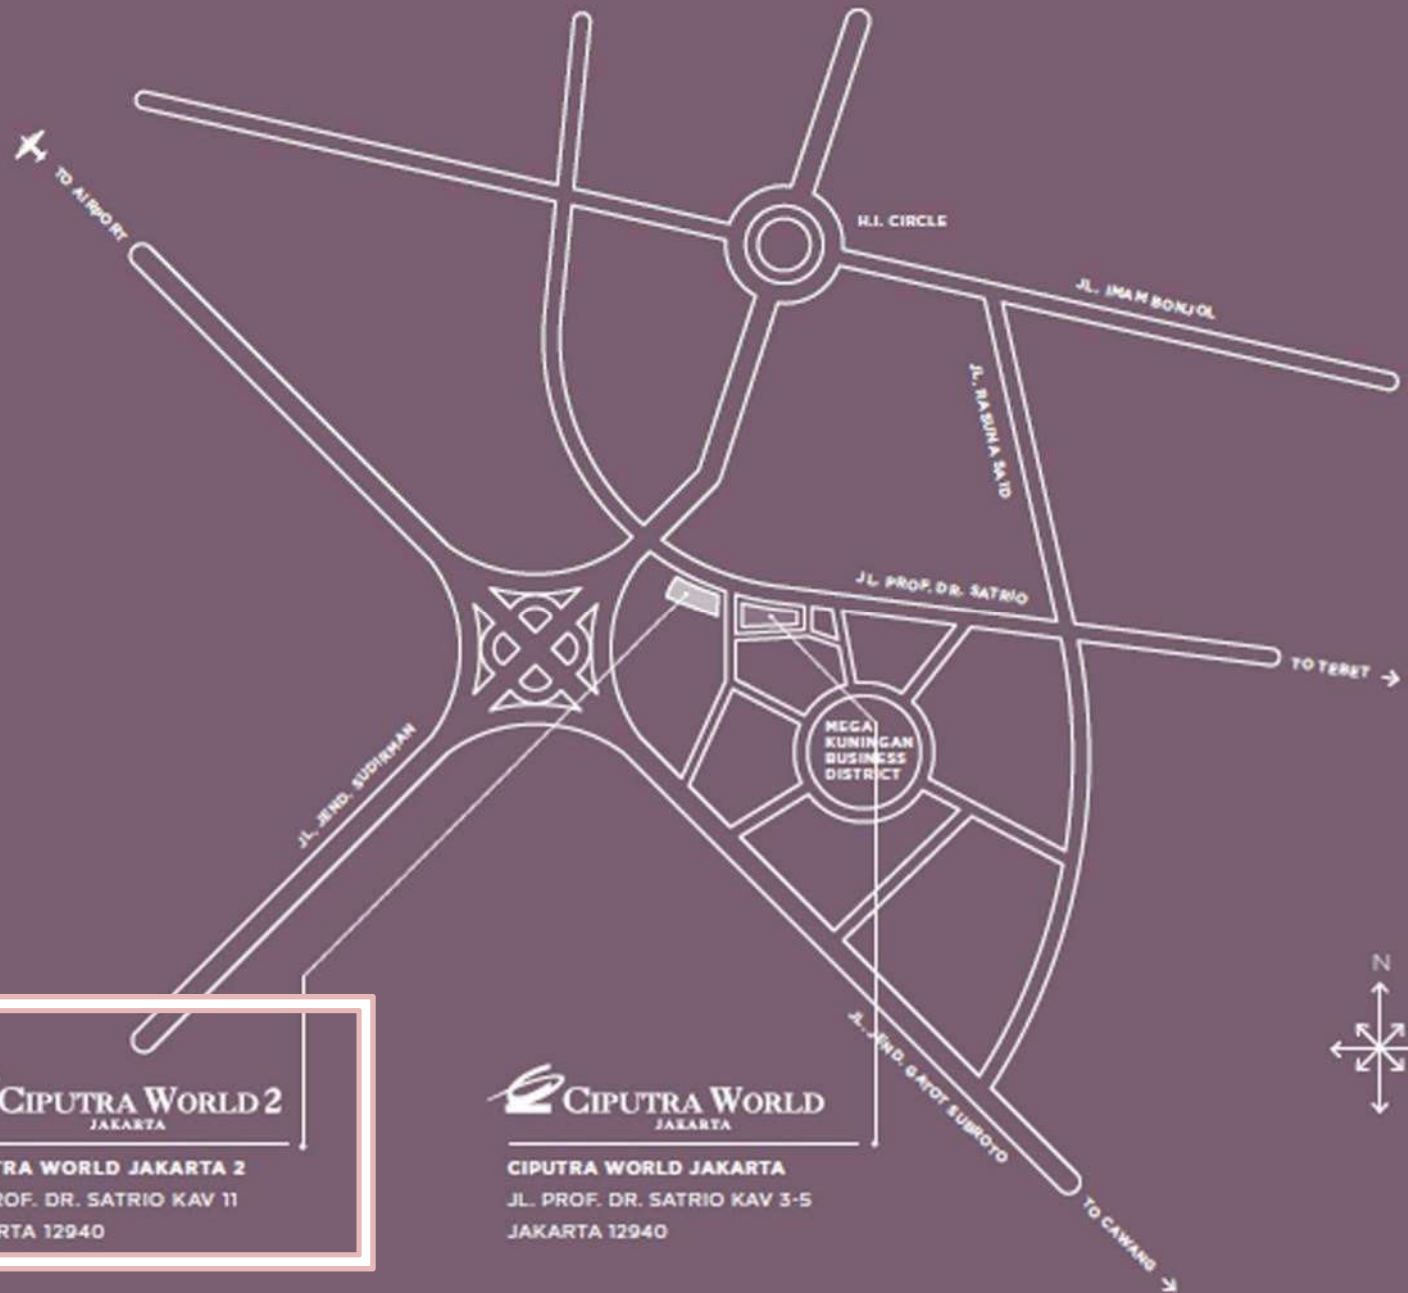 TO AIRPORT
H.I. CIRCLE
JL. IMAM BONJOL
JL. RASUNA SAID
JL. PROF. DR. SATRIO
TO TEBET
MEGA
KUNINGAN
BUSINESS
DISTRICT
JL. JEND. SUDIRMAN
N
JL. JEND. GATOT SUBROTO
TO CAWANG
CIPUTRA WORLD 2
JAKARTA
TRA WORLD JAKARTA 2
ROF. DR. SATRIO KAV 11
RTA 12940
CIPUTRA WORLD
JAKARTA
CIPUTRA WORLD JAKARTA
JL. PROF. DR. SATRIO KAV 3-5
JAKARTA 12940